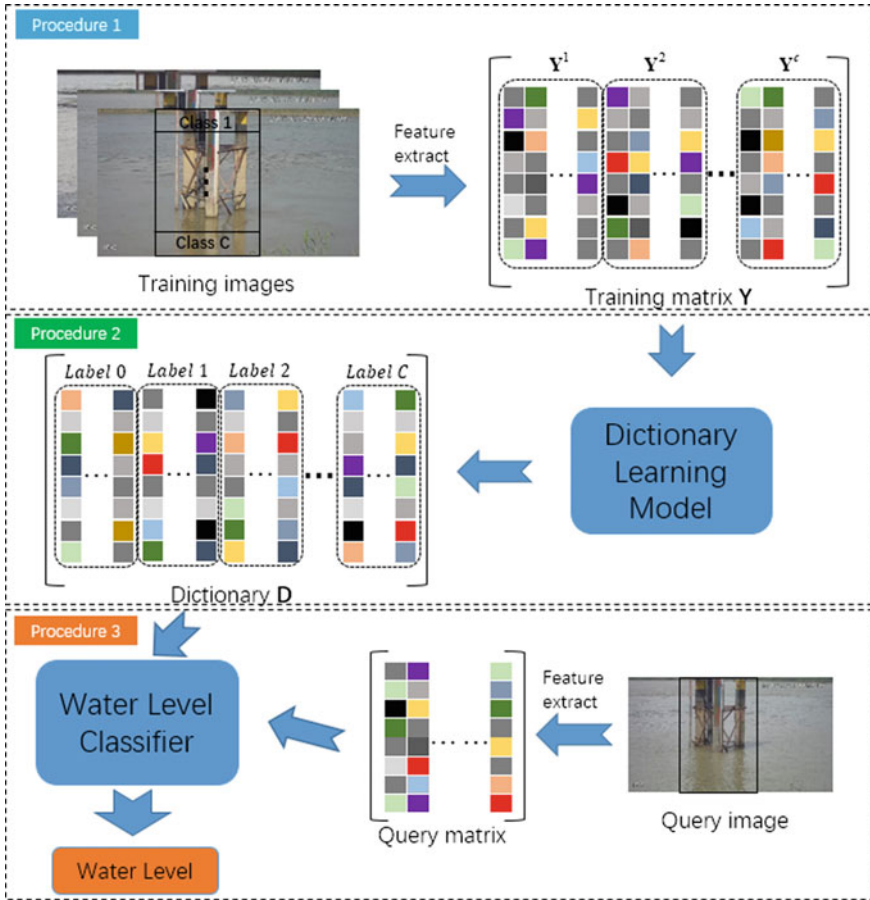 Procedure 1
Class 1
Class C
Training images
Feature
extract
Y¹ Y² Yᶜ
Training matrix Y
Procedure 2
Label 0 Label 1 Label 2 Label C
Dictionary D
Dictionary
Learning
Model
Procedure 3
Water Level
Classifier
Water Level
Query matrix
Feature
extract
Query image